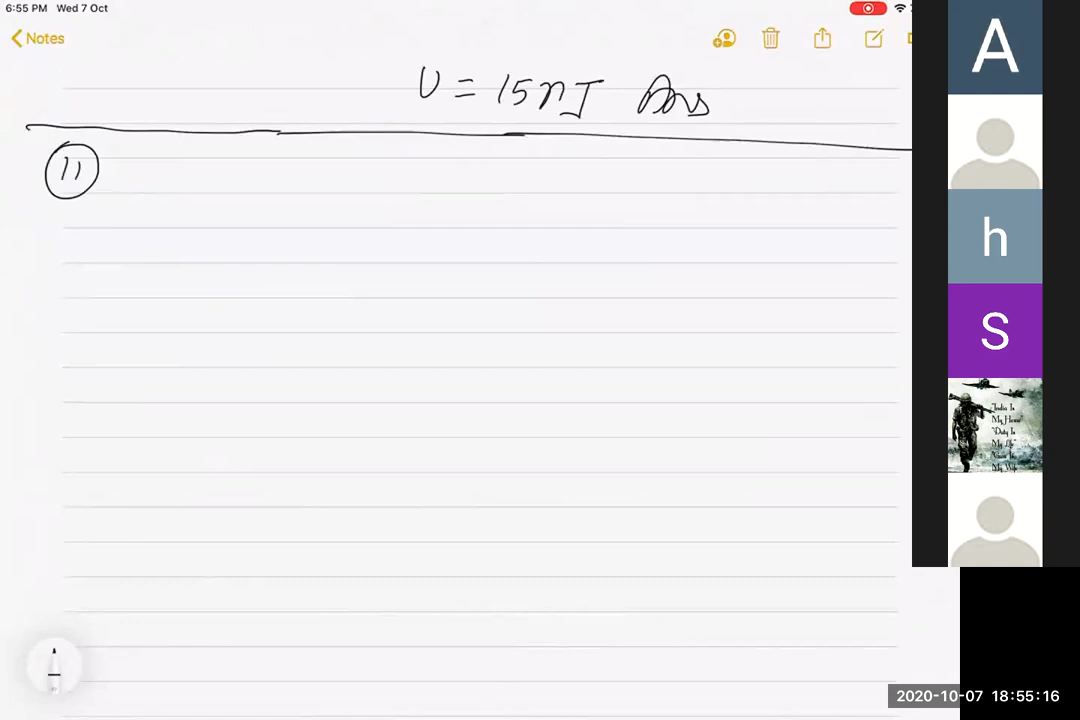 6:55 PM Wed 7 Oct
Notes
U = 15nJ Ans
11
A
h
S
"India Is
My Home"
"Duty Is
My Life"
2020-10-07 18:55:16